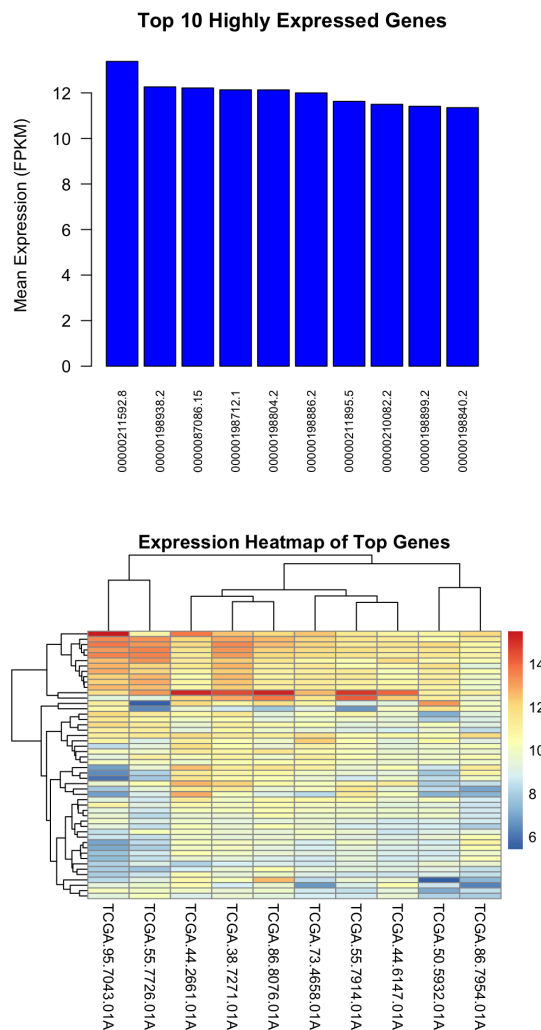 Top 10 Highly Expressed Genes
Mean Expression (FPKM)
12
10
8
6
4
2
0
00000211592.8
00000198938.2
00000087086.15
00000198712.1
00000198804.2
00000198886.2
00000211895.5
00000210082.2
00000198899.2
00000198840.2
Expression Heatmap of Top Genes
14
12
10
8
6
TCGA.95.7043.01A
TCGA.55.7726.01A
TCGA.44.2661.01A
TCGA.38.7271.01A
TCGA.86.8076.01A
TCGA.73.4658.01A
TCGA.55.7914.01A
TCGA.44.6147.01A
TCGA.50.5932.01A
TCGA.86.7954.01A